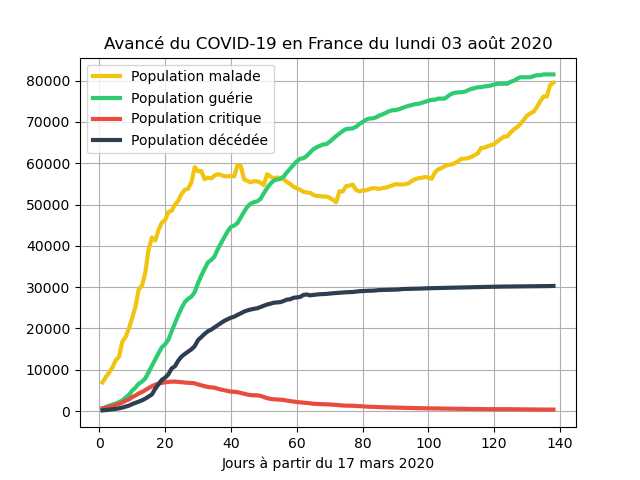 Avancé du COVID-19 en France du lundi 03 août 2020
Population malade
Population guérie
Population critique
Population décédée
80000
70000
60000
50000
40000
30000
20000
10000
0
0 20 40 60 80 100 120 140
Jours à partir du 17 mars 2020